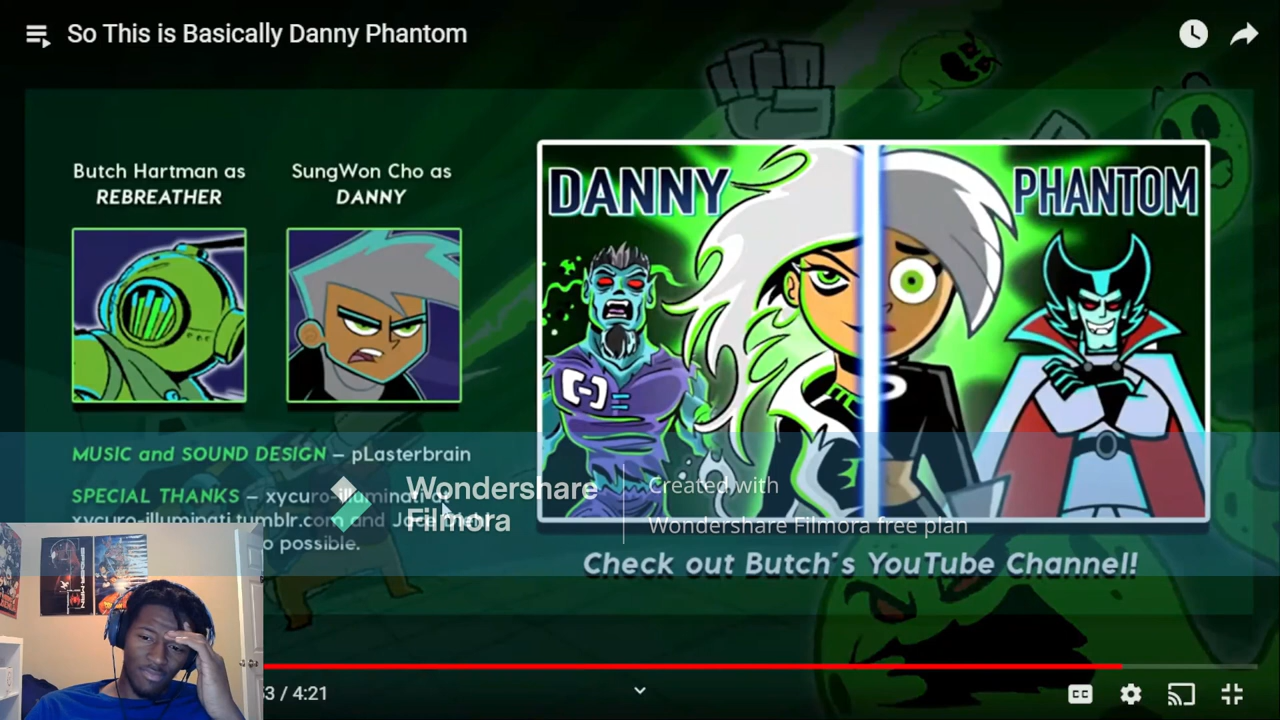 So This is Basically Danny Phantom
Butch Hartman as
REBREATHER
SungWon Cho as
DANNY
DANNY
PHANTOM
MUSIC and SOUND DESIGN – pLasterbrain
SPECIAL THANKS – xycuro-illuminati at
xycuro-illuminati.tumblr.com and
o possible.
Wondershare
Filmora
Created with
Wondershare Filmora free plan
Check out Butch's YouTube Channel!
3 / 4:21
CC